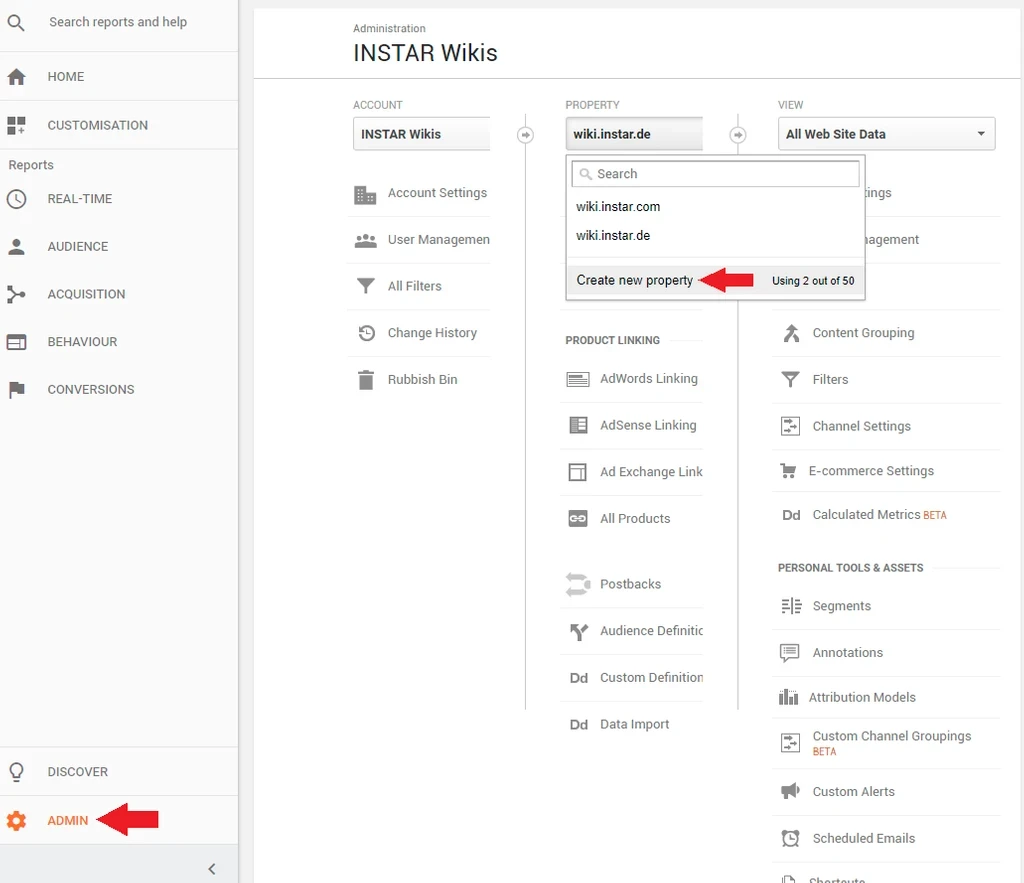 Search reports and help
HOME
CUSTOMISATION
Reports
REAL-TIME
AUDIENCE
ACQUISITION
BEHAVIOUR
CONVERSIONS
DISCOVER
ADMIN
Administration
INSTAR Wikis
ACCOUNT
INSTAR Wikis
Account Settings
User Managemen
All Filters
Change History
Rubbish Bin
PROPERTY
wiki.instar.de
Search
wiki.instar.com
wiki.instar.de
Create new property Using 2 out of 50
PRODUCT LINKING
AdWords Linking
AdSense Linking
Ad Exchange Link
All Products
Postbacks
Audience Definitic
Dd Custom Definition
Dd Data Import
VIEW
All Web Site Data
tings
nagement
Content Grouping
Filters
Channel Settings
E-commerce Settings
Dd Calculated Metrics BETA
PERSONAL TOOLS & ASSETS
Segments
Annotations
Attribution Models
Custom Channel Groupings
BETA
Custom Alerts
Scheduled Emails
Shortcuts